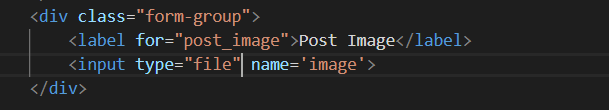 <div class="form-group">
<label for="post_image">Post Image</label>
<input type="file" name='image'>
</div>